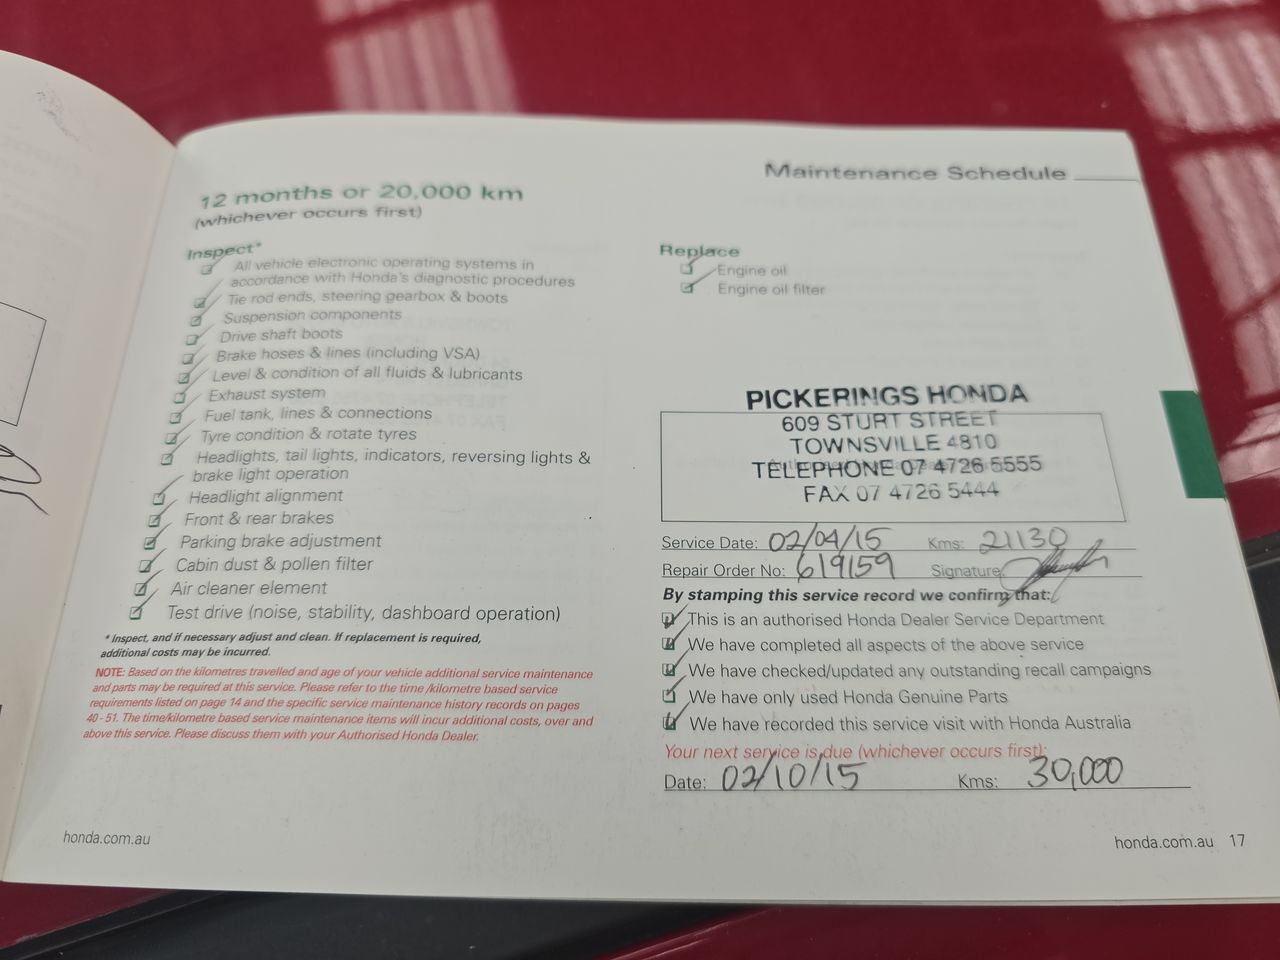 Maintenance Schedule
12 months or 20,000 km
(whichever occurs first)
Inspect*
All vehicle electronic operating systems in
accordance with Honda's diagnostic procedures
Tie rod ends, steering gearbox & boots
Suspension components
Drive shaft boots
Brake hoses & lines (including VSA)
Level & condition of all fluids & lubricants
Exhaust system
Fuel tank, lines & connections
Tyre condition & rotate tyres
Headlights, tail lights, indicators, reversing lights &
brake light operation
Headlight alignment
Front & rear brakes
Parking brake adjustment
Cabin dust & pollen filter
Air cleaner element
Test drive (noise, stability, dashboard operation)
* Inspect, and if necessary adjust and clean. If replacement is required,
additional costs may be incurred.
NOTE: Based on the kilometres travelled and age of your vehicle additional service maintenance
and parts may be required at this service. Please refer to the time /kilometre based service
requirements listed on page 14 and the specific service maintenance history records on pages
40 - 51. The time/kilometre based service maintenance items will incur additional costs, over and
above this service. Please discuss them with your Authorised Honda Dealer.
honda.com.au
Replace
Engine oil
Engine oil filter
PICKERINGS HONDA
609 STURT STREET
TOWNSVILLE 4810
TELEPHONE 07 4726 5555
FAX 07 4726 5444
Service Date: 02/04/15 Kms: 21130
Repair Order No: 619159 Signature
By stamping this service record we confirm that:
This is an authorised Honda Dealer Service Department
We have completed all aspects of the above service
We have checked/updated any outstanding recall campaigns
We have only used Honda Genuine Parts
We have recorded this service visit with Honda Australia
Your next service is due (whichever occurs first):
Date: 02/10/15 Kms: 30,000
honda.com.au 17